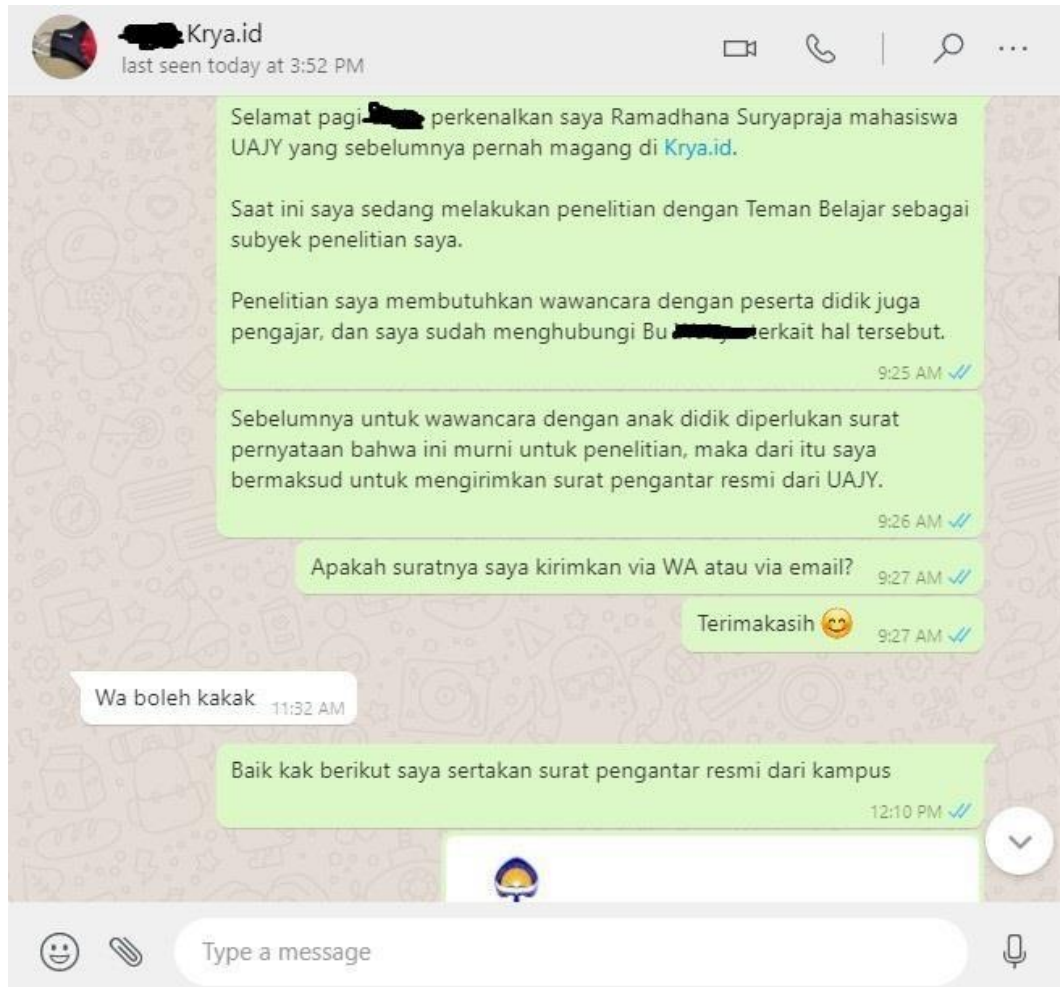 Krya.id
last seen today at 3:52 PM
Selamat pagi perkenalkan saya Ramadhana Suryapraja mahasiswa
UAJY yang sebelumnya pernah magang di Krya.id.
Saat ini saya sedang melakukan penelitian dengan Teman Belajar sebagai
subyek penelitian saya.
Penelitian saya membutuhkan wawancara dengan peserta didik juga
pengajar, dan saya sudah menghubungi Bu terkait hal tersebut.
9:25 AM
Sebelumnya untuk wawancara dengan anak didik diperlukan surat
pernyataan bahwa ini murni untuk penelitian, maka dari itu saya
bermaksud untuk mengirimkan surat pengantar resmi dari UAJY.
9:26 AM
Apakah suratnya saya kirimkan via WA atau via email? 9:27 AM
Terimakasih 😊 9:27 AM
Wa boleh kakak 11:32 AM
Baik kak berikut saya sertakan surat pengantar resmi dari kampus
12:10 PM
Type a message